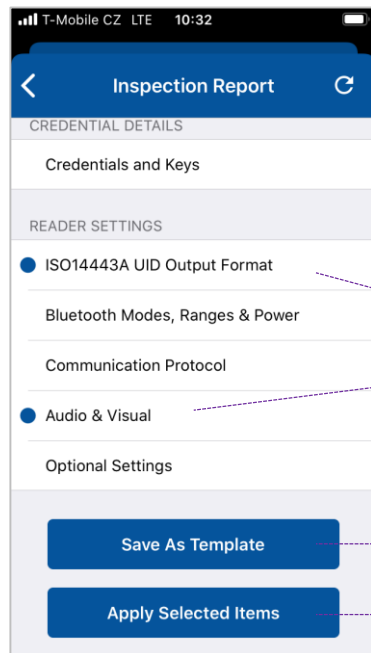 T-Mobile CZ LTE 10:32
Inspection Report
CREDENTIAL DETAILS
Credentials and Keys
READER SETTINGS
ISO14443A UID Output Format
Bluetooth Modes, Ranges & Power
Communication Protocol
Audio & Visual
Optional Settings
Save As Template
Apply Selected Items